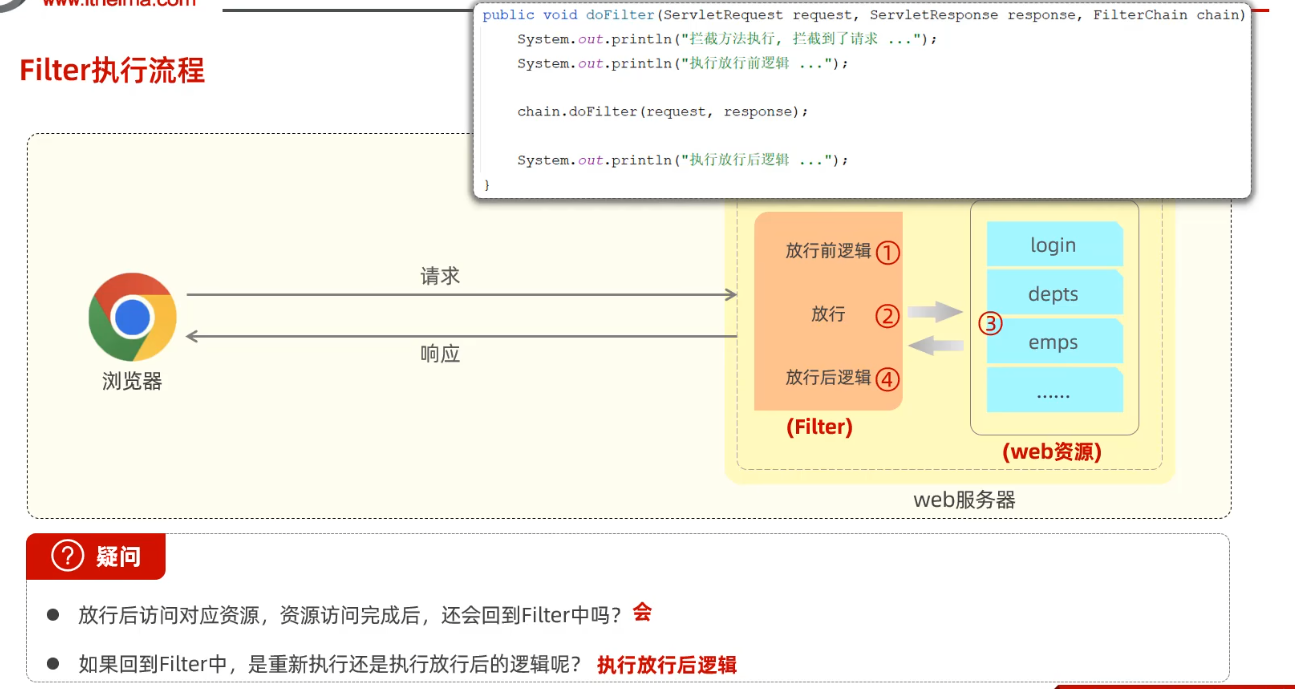 www.itheima.com
public void doFilter(ServletRequest request, ServletResponse response, FilterChain chain)
System.out.println("拦截方法执行, 拦截到了请求 ...");
Filter执行流程
System.out.println("执行放行前逻辑 ...");
chain.doFilter(request, response);
System.out.println("执行放行后逻辑 ...");
}
请求
响应
浏览器
放行前逻辑 ①
放行 ②
放行后逻辑 ④
(Filter)
③
login
depts
emps
......
(web资源)
web服务器
? 疑问
● 放行后访问对应资源，资源访问完成后，还会回到Filter中吗？ 会
● 如果回到Filter中，是重新执行还是执行放行后的逻辑呢？ 执行放行后逻辑